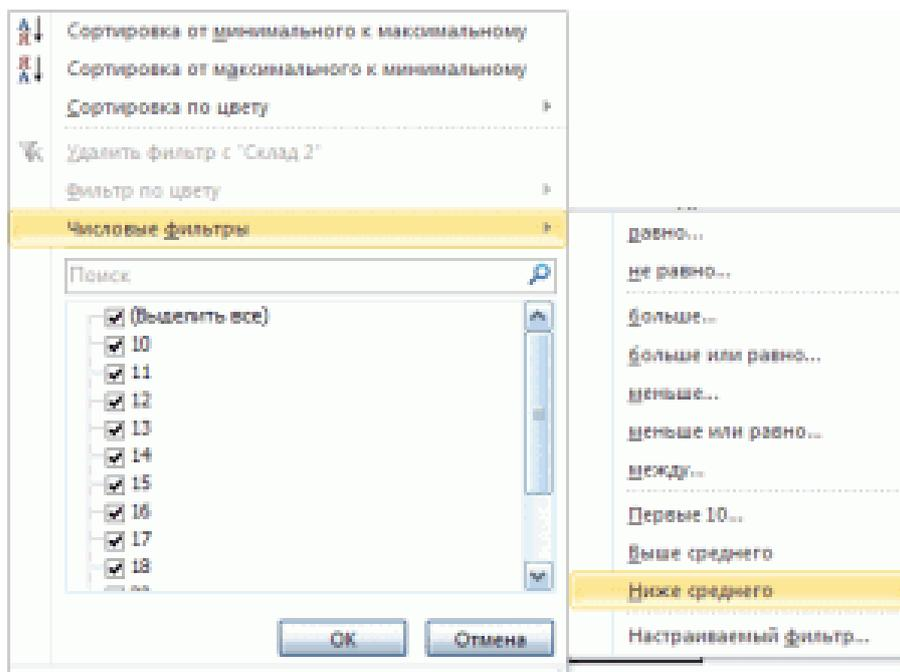 Сортировка от минимального к максимальному
Сортировка от максимального к минимальному
Сортировка по цвету
Удалить фильтр с "Склад 2"
Фильтр по цвету
Числовые фильтры
Поиск
(Выделить все)
10
11
12
13
14
15
16
17
18
ОК
Отмена
равно...
не равно...
больше...
больше или равно...
меньше...
меньше или равно...
между...
Первые 10...
Выше среднего
Ниже среднего
Настраиваемый фильтр...